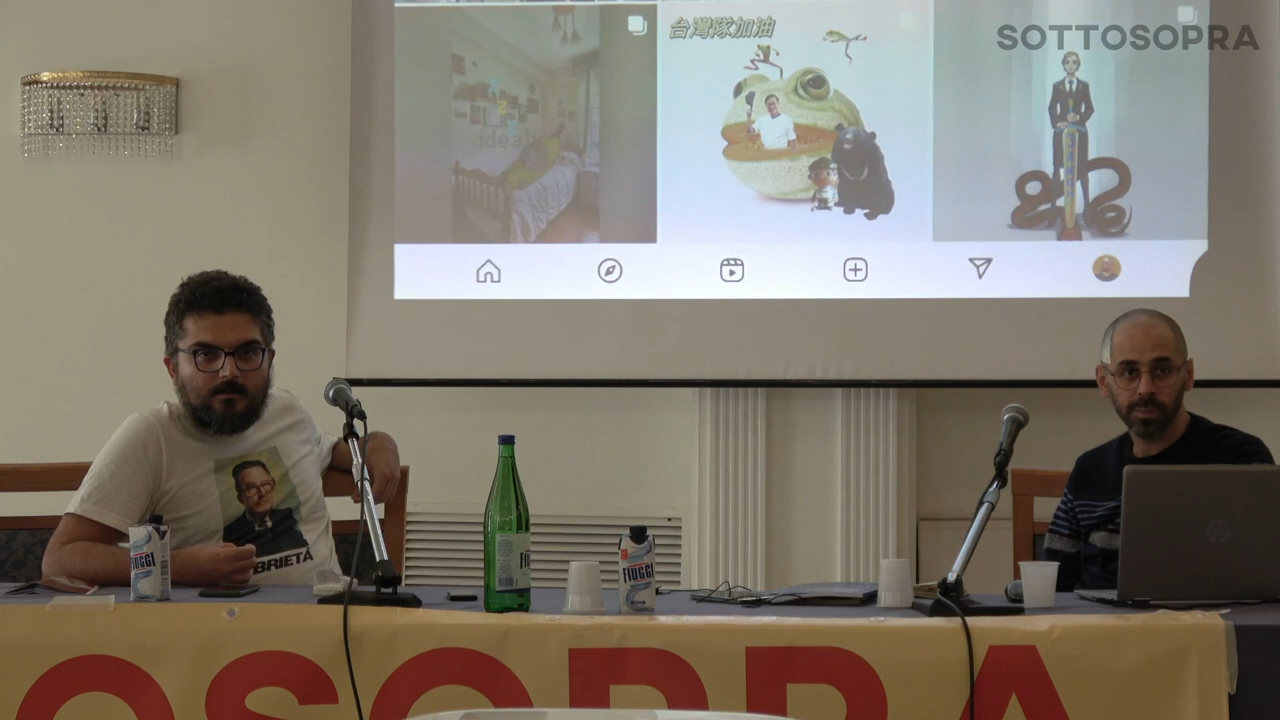 SOTTOSOPRA
台灣隊加油
ideal
BRIETÀ
FIUGGI
FIUGGI
OSOPRA